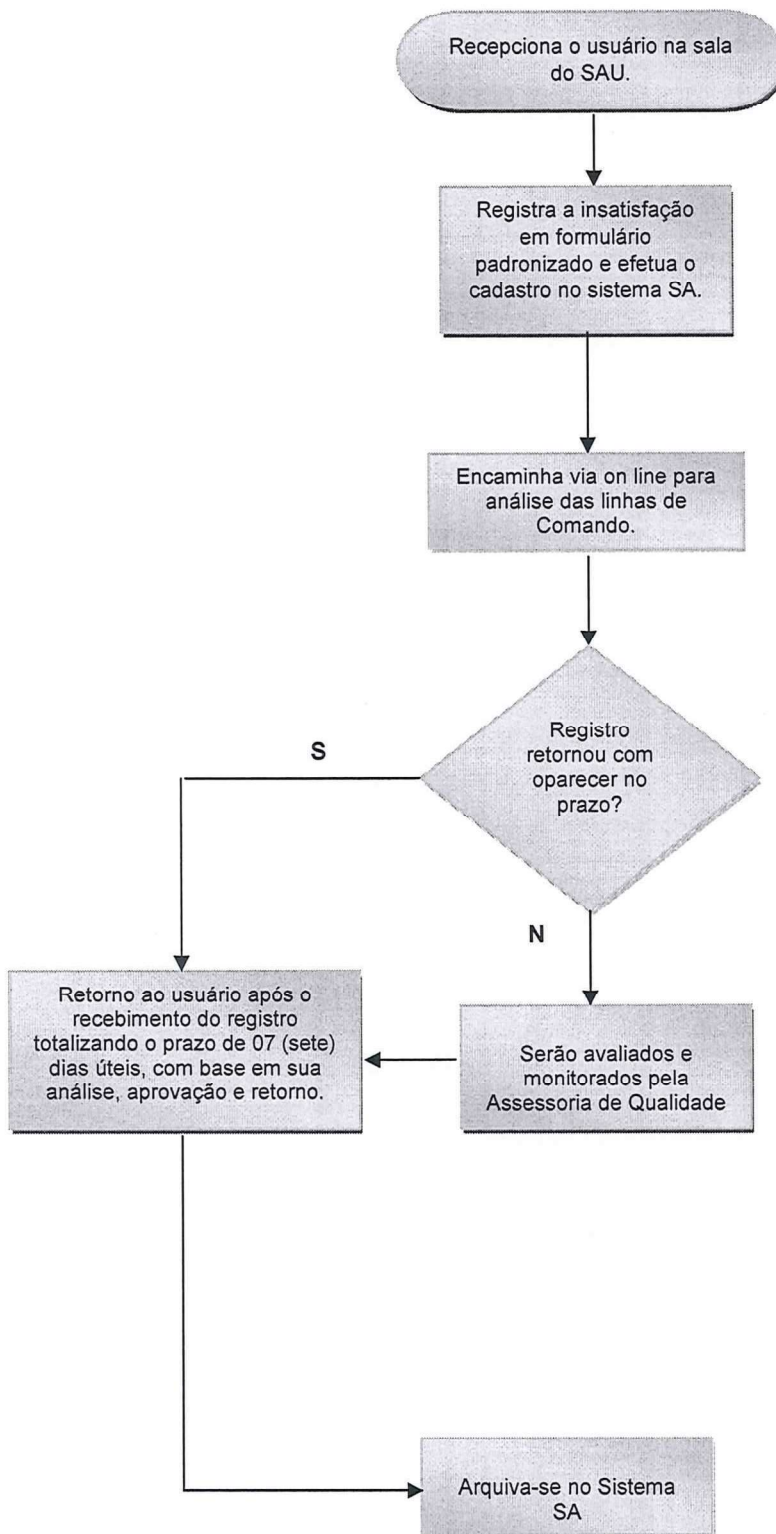 Recepciona o usuário na sala
do SAU.
Registra a insatisfação
em formulário
padronizado e efetua o
cadastro no sistema SA.
Encaminha via on line para
análise das linhas de
Comando.
Registro
retornou com
oparecer no
prazo?
S
N
Retorno ao usuário após o
recebimento do registro
totalizando o prazo de 07 (sete)
dias úteis, com base em sua
análise, aprovação e retorno.
Serão avaliados e
monitorados pela
Assessoria de Qualidade
Arquiva-se no Sistema
SA